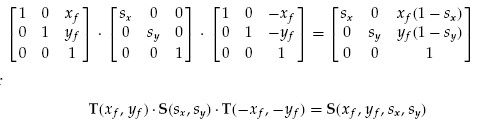 [1 0 x_f; 0 1 y_f; 0 0 1] · [s_x 0 0; 0 s_y 0; 0 0 1] · [1 0 −x_f; 0 1 −y_f; 0 0 1] = [s_x 0 x_f(1 − s_x); 0 s_y y_f(1 − s_y); 0 0 1]
T(x_f, y_f) · S(s_x, s_y) · T(−x_f, −y_f) = S(x_f, y_f, s_x, s_y)